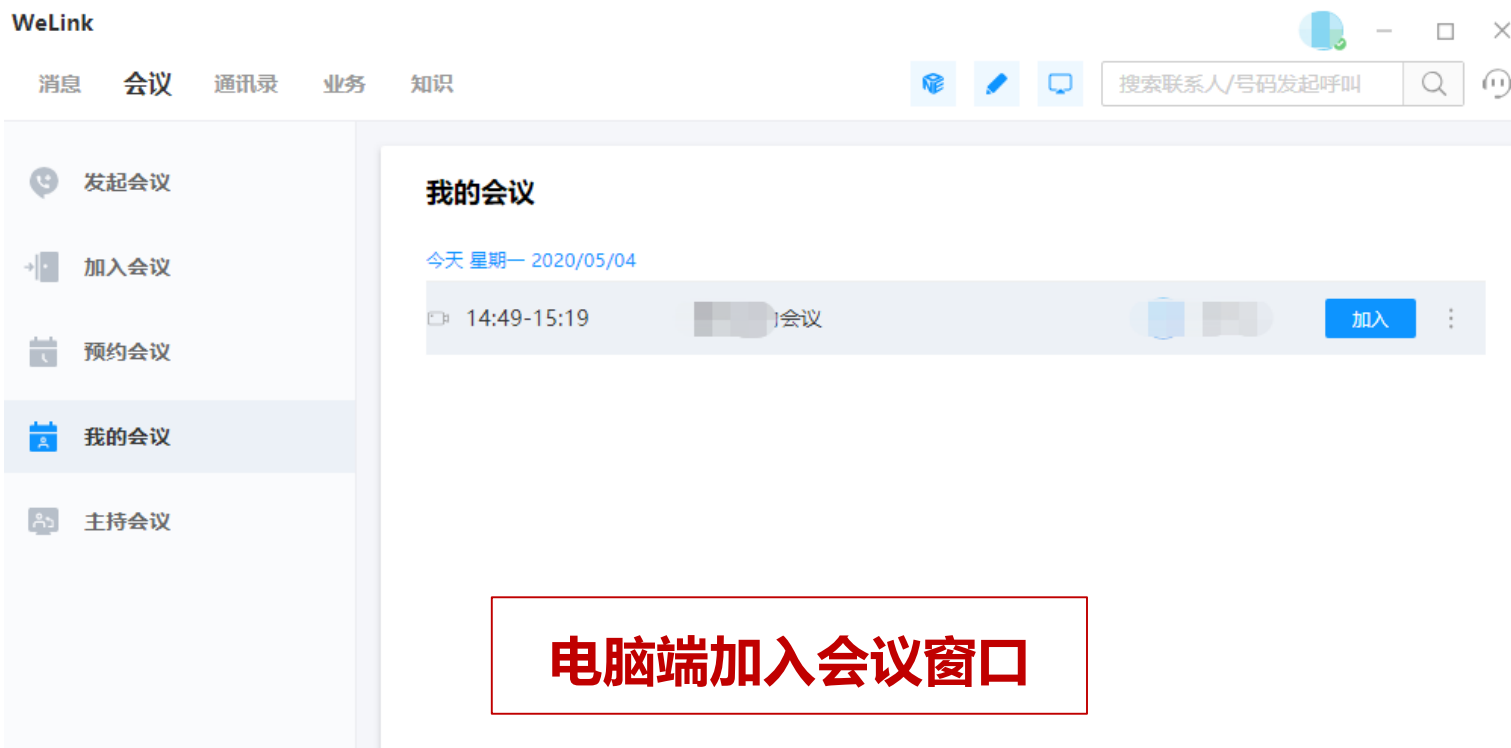 WeLink
消息 会议 通讯录 业务 知识 搜索联系人/号码发起呼叫
发起会议
加入会议
预约会议
我的会议
主持会议
我的会议
今天 星期一 2020/05/04
14:49-15:19 会议 加入
电脑端加入会议窗口